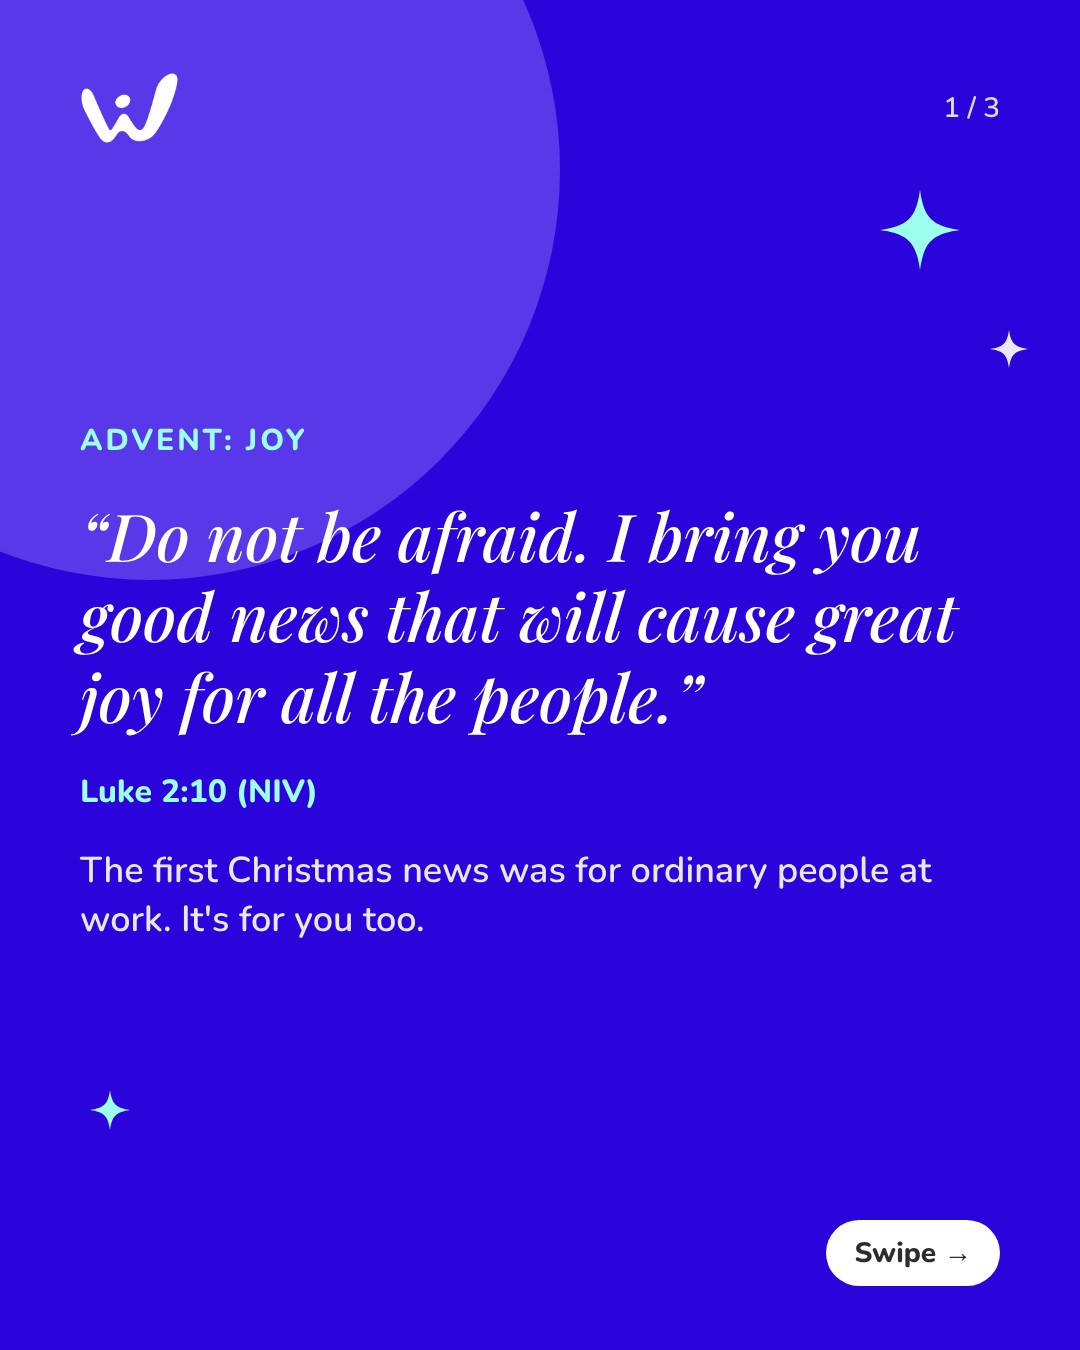 1 / 3
ADVENT: JOY
“Do not be afraid. I bring you
good news that will cause great
joy for all the people.”
Luke 2:10 (NIV)
The first Christmas news was for ordinary people at
work. It's for you too.
Swipe →